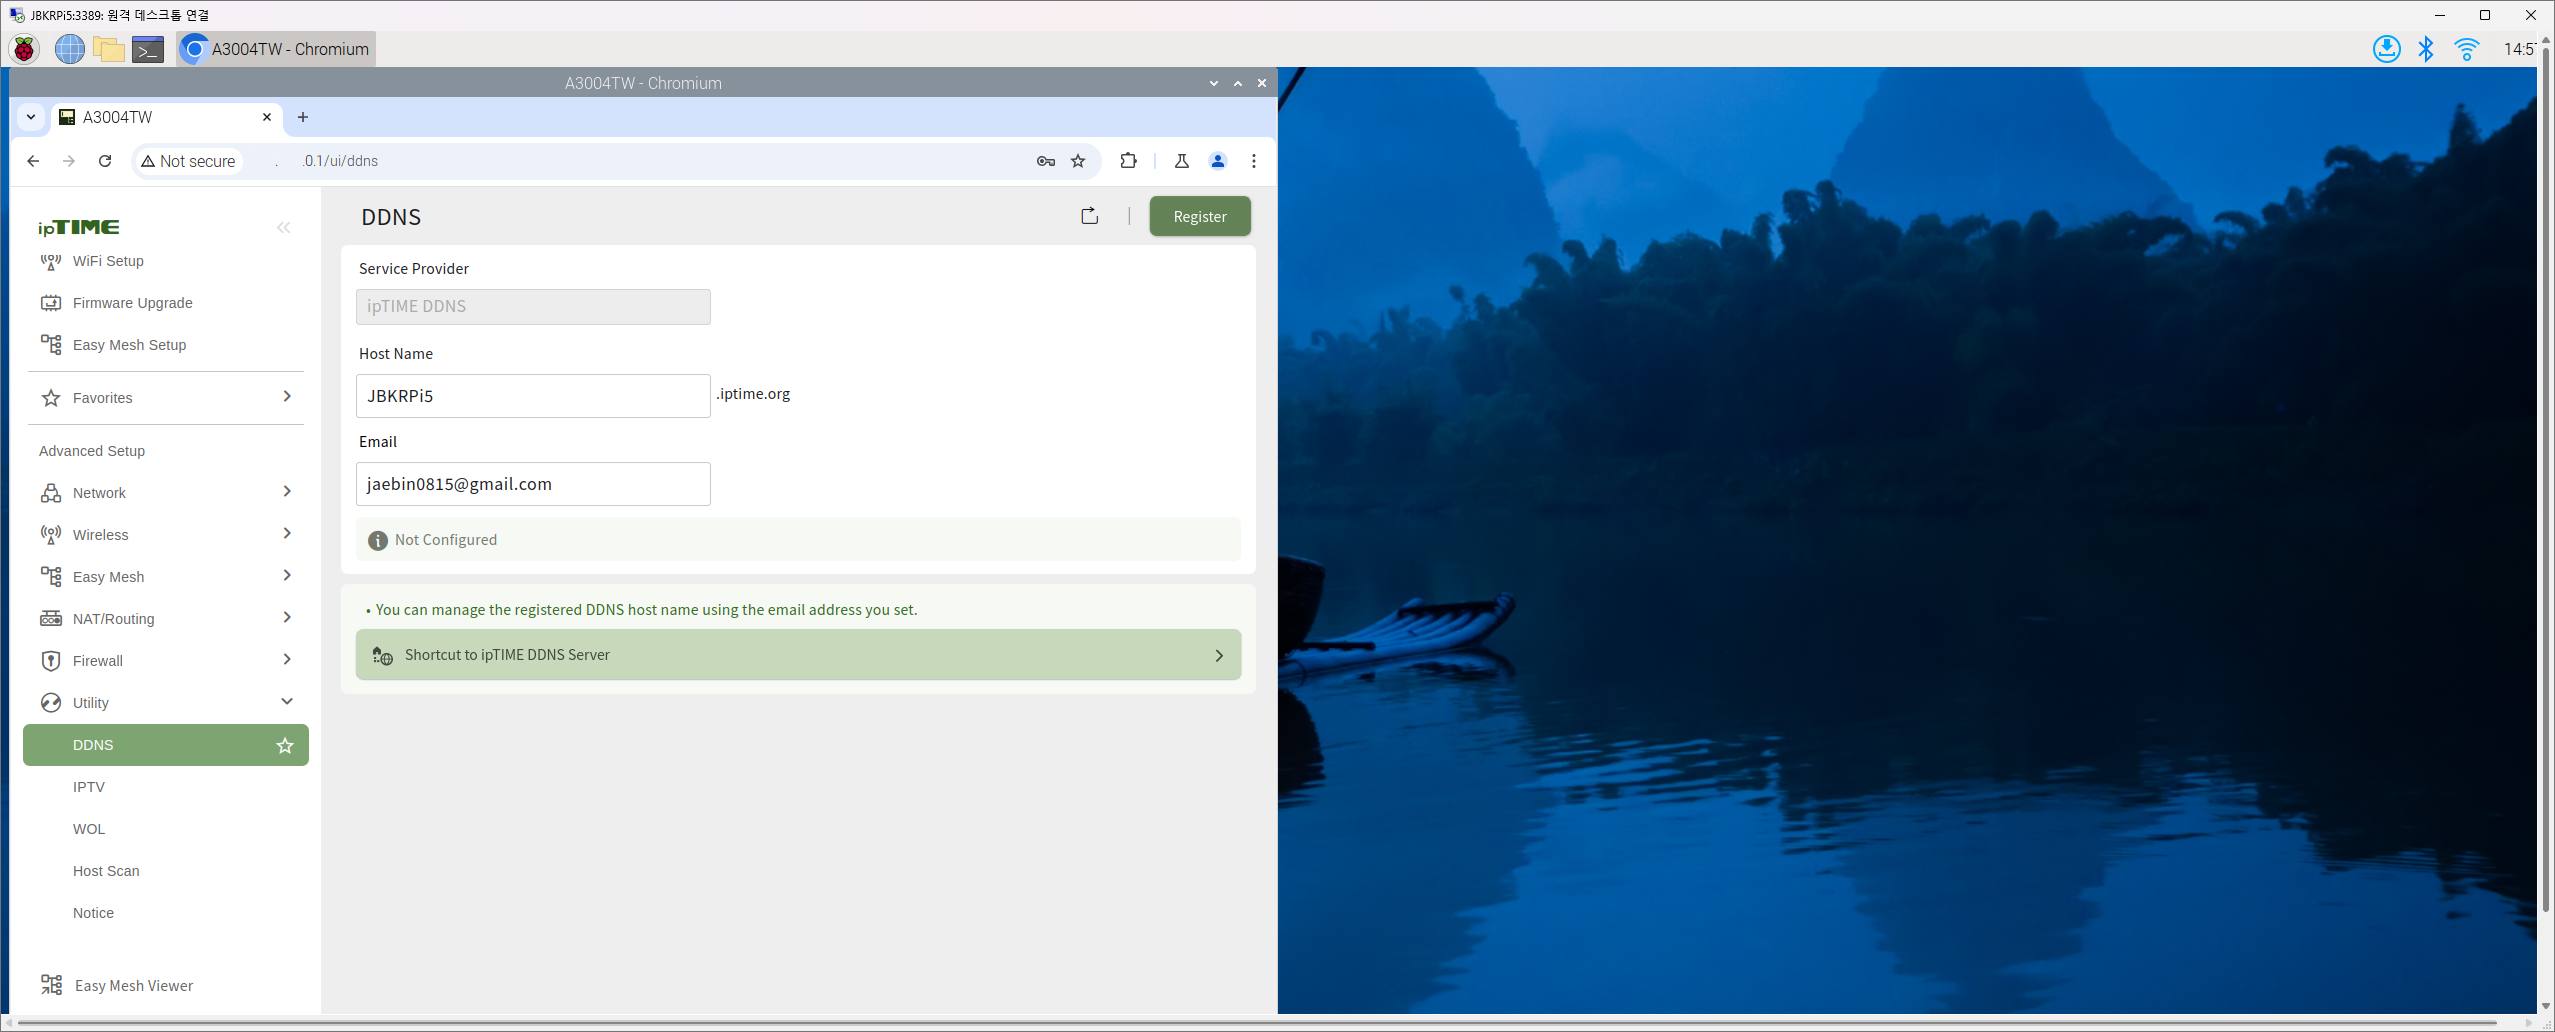 JBKRPi5:3389: 원격 데스크톱 연결
A3004TW - Chromium
14:5
A3004TW - Chromium
A3004TW
Not secure
. .0.1/ui/ddns
ipTIME
WiFi Setup
Firmware Upgrade
Easy Mesh Setup
Favorites
Advanced Setup
Network
Wireless
Easy Mesh
NAT/Routing
Firewall
Utility
DDNS
IPTV
WOL
Host Scan
Notice
Easy Mesh Viewer
DDNS
Register
Service Provider
ipTIME DDNS
Host Name
JBKRPi5
.iptime.org
Email
jaebin0815@gmail.com
Not Configured
• You can manage the registered DDNS host name using the email address you set.
Shortcut to ipTIME DDNS Server